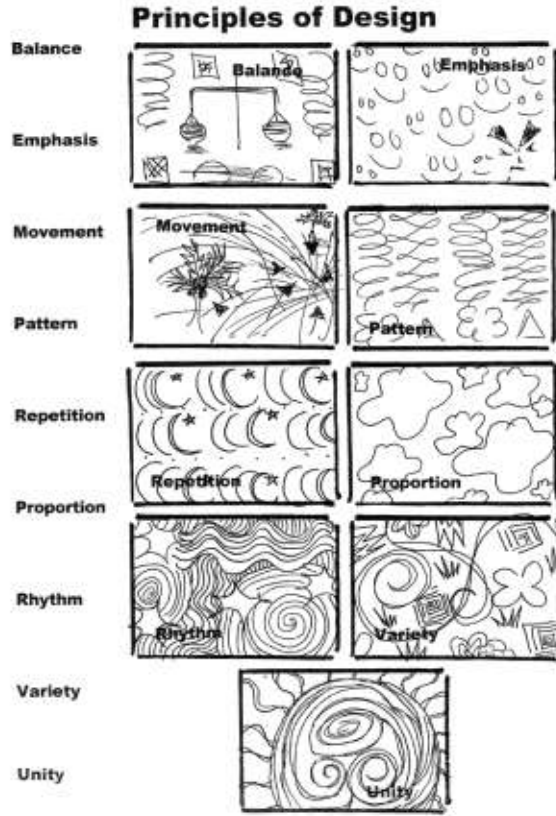 Principles of Design
Balance
Balance
Emphasis
Emphasis
Movement
Movement
Pattern
Pattern
Repetition
Repetition
Proportion
Proportion
Rhythm
Rhythm
Variety
Variety
Unity
Unity